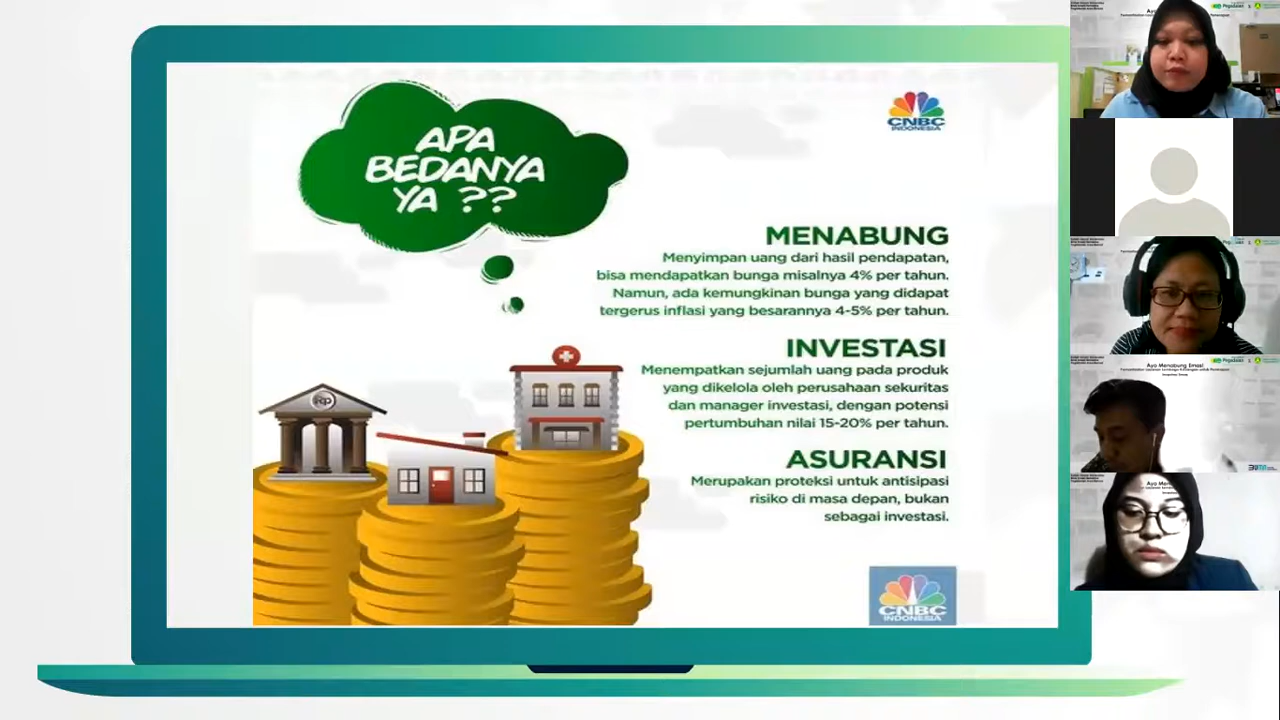 APA
BEDANYA
YA ??
CNBC
INDONESIA
MENABUNG
Menyimpan uang dari hasil pendapatan,
bisa mendapatkan bunga misalnya 4% per tahun.
Namun, ada kemungkinan bunga yang didapat
tergerus inflasi yang besarannya 4-5% per tahun.
INVESTASI
Menempatkan sejumlah uang pada produk
yang dikelola oleh perusahaan sekuritas
dan manager investasi, dengan potensi
pertumbuhan nilai 15-20% per tahun.
ASURANSI
Merupakan proteksi untuk antisipasi
risiko di masa depan, bukan
sebagai investasi.
CNBC
INDONESIA
Rp
Pegadaian
Ayo Menabung Emas!
Pegadaian